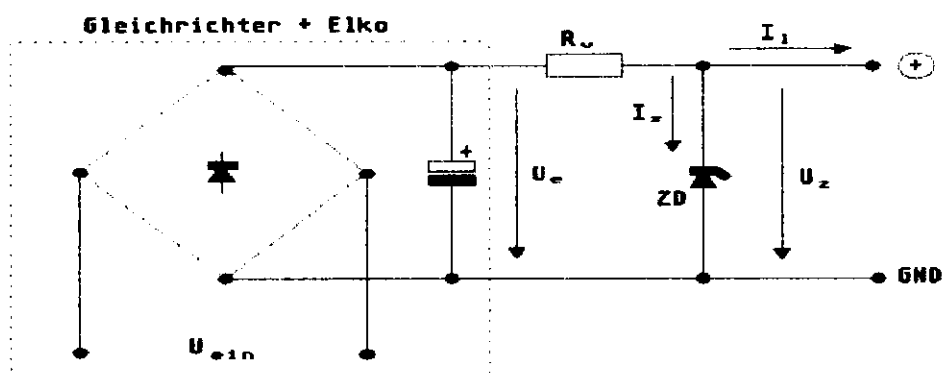 Gleichrichter + Elko
Rv
I1
+
Iz
+
Ue
ZD
Uz
GND
Uein